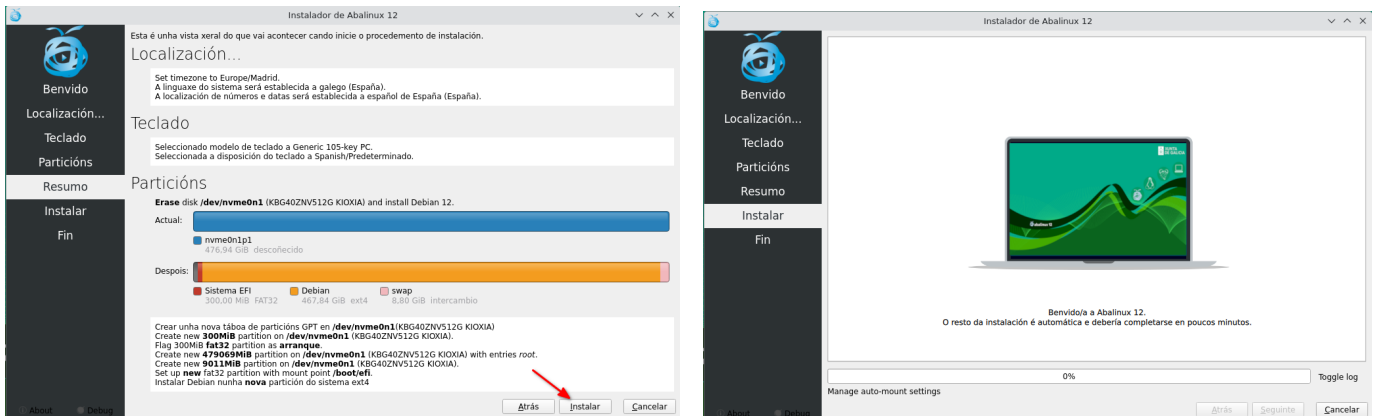 Instalador de Abalinux 12
Benvido
Localización...
Teclado
Particións
Resumo
Instalar
Fin
About
Debug
Esta é unha vista xeral do que vai acontecer cando inicie o procedemento de instalación.
Localización...
Set timezone to Europe/Madrid.
A linguaxe do sistema será establecida a galego (España).
A localización de números e datas será establecida a español de España (España).
Teclado
Seleccionado modelo de teclado a Generic 105-key PC.
Seleccionada a disposición do teclado a Spanish/Predeterminado.
Particións
Erase disk /dev/nvme0n1 (KBG40ZNV512G KIOXIA) and install Debian 12.
Actual:
nvme0n1p1
476,94 GiB descoñecido
Despois:
Sistema EFI Debian swap
300,00 MiB FAT32 467,84 GiB ext4 8,80 GiB intercambio
Crear unha nova táboa de particións GPT en /dev/nvme0n1(KBG40ZNV512G KIOXIA)
Create new 300MiB partition on /dev/nvme0n1 (KBG40ZNV512G KIOXIA).
Flag 300MiB fat32 partition as arranque.
Create new 479069MiB partition on /dev/nvme0n1 (KBG40ZNV512G KIOXIA) with entries root.
Create new 9011MiB partition on /dev/nvme0n1 (KBG40ZNV512G KIOXIA).
Set up new fat32 partition with mount point /boot/efi.
Instalar Debian nunha nova partición do sistema ext4
Atrás Instalar Cancelar
Instalador de Abalinux 12
Benvido
Localización...
Teclado
Particións
Resumo
Instalar
Fin
About
Debug
XUNTA
DE GALICIA
Benvido/a a Abalinux 12.
O resto da instalación é automática e debería completarse en poucos minutos.
0% Toggle log
Manage auto-mount settings
Atrás Seguinte Cancelar